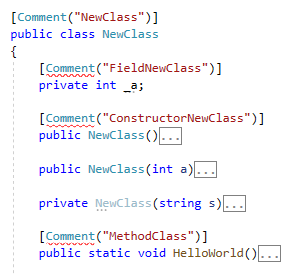 [Comment("NewClass")]
public class NewClass
{
[Comment("FieldNewClass")]
private int _a;
[Comment("ConstructorNewClass")]
public NewClass()...
public NewClass(int a)...
private NewClass(string s)...
[Comment("MethodClass")]
public static void HelloWorld()...